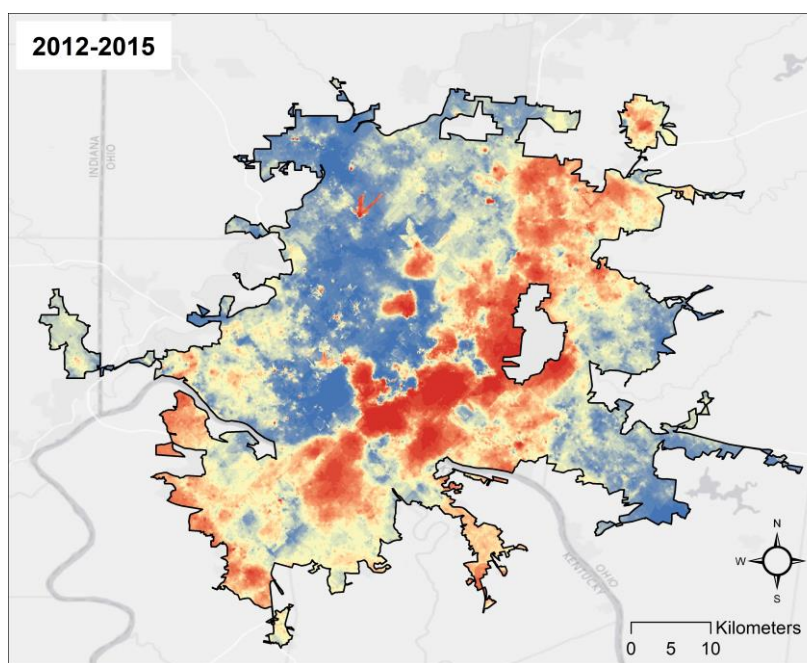 2012-2015
INDIANA
OHIO
OHIO
KENTUCKY
N
W
E
S
Kilometers
0 5 10